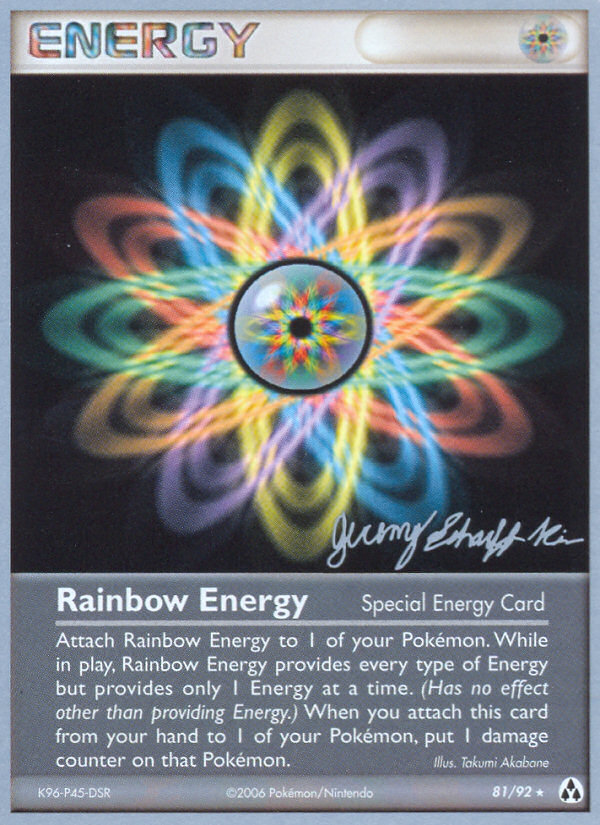 ENERGY
Jeremy Scharff-Kim
Rainbow Energy Special Energy Card
Attach Rainbow Energy to 1 of your Pokémon. While
in play, Rainbow Energy provides every type of Energy
but provides only 1 Energy at a time. (Has no effect
other than providing Energy.) When you attach this card
from your hand to 1 of your Pokémon, put 1 damage
counter on that Pokémon.
Illus. Takumi Akabane
K96-P45-DSR ©2006 Pokémon/Nintendo 81/92 ★